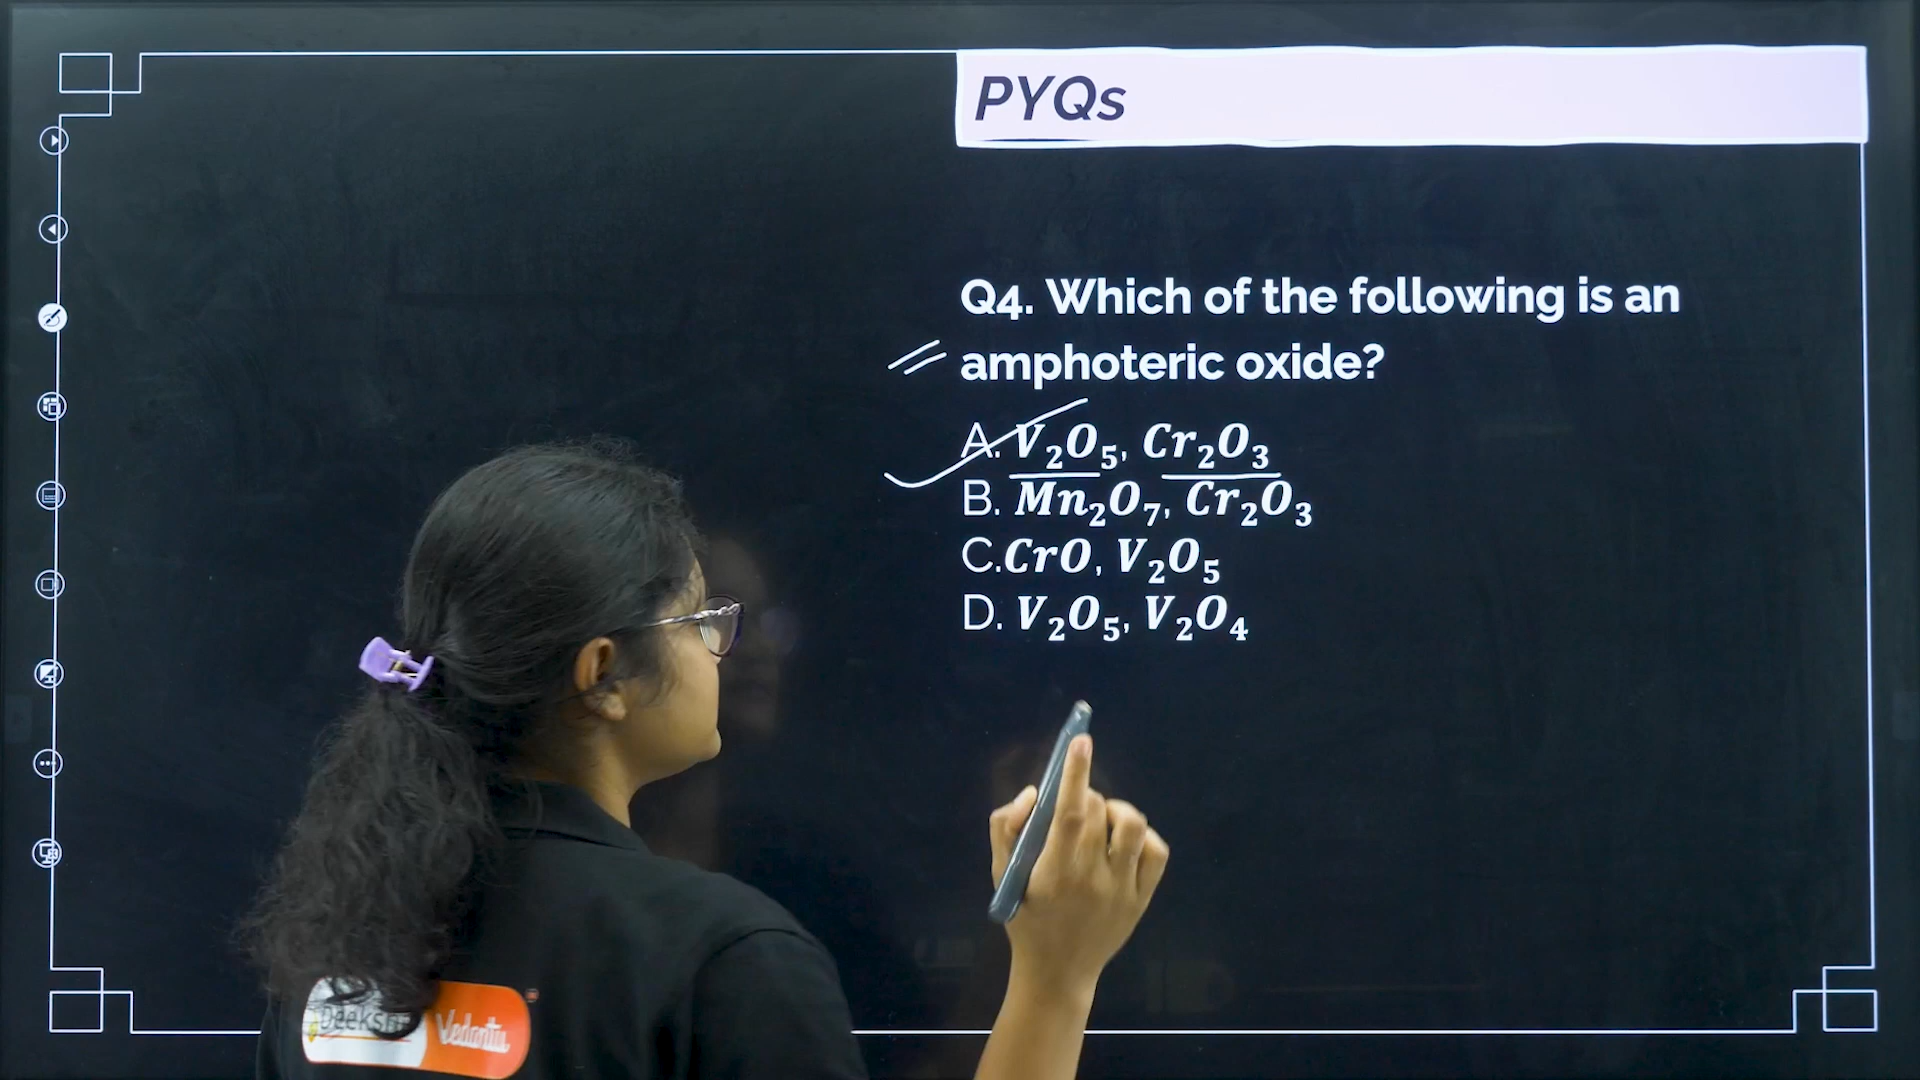 PYQs
Q4. Which of the following is an
amphoteric oxide?
A. V₂O₅, Cr₂O₃
B. Mn₂O₇, Cr₂O₃
C.CrO, V₂O₅
D. V₂O₅, V₂O₄
Vedantu